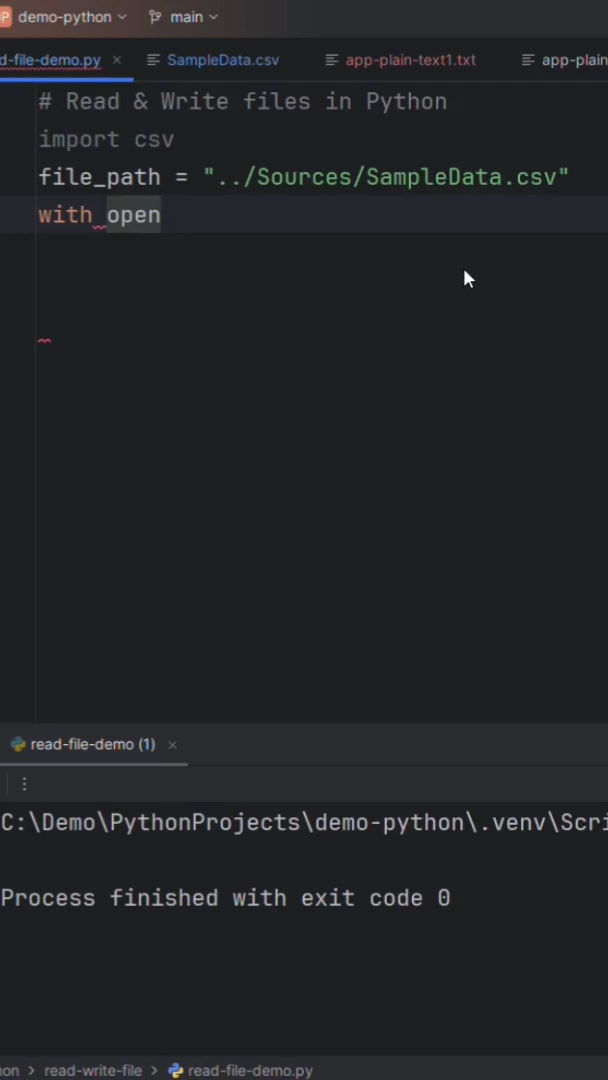 DP demo-python main
d-file-demo.py SampleData.csv app-plain-text1.txt app-plain
# Read & Write files in Python
import csv
file_path = "../Sources/SampleData.csv"
with open
read-file-demo (1)
C:\Demo\PythonProjects\demo-python\.venv\Scri
Process finished with exit code 0
hon > read-write-file > read-file-demo.py